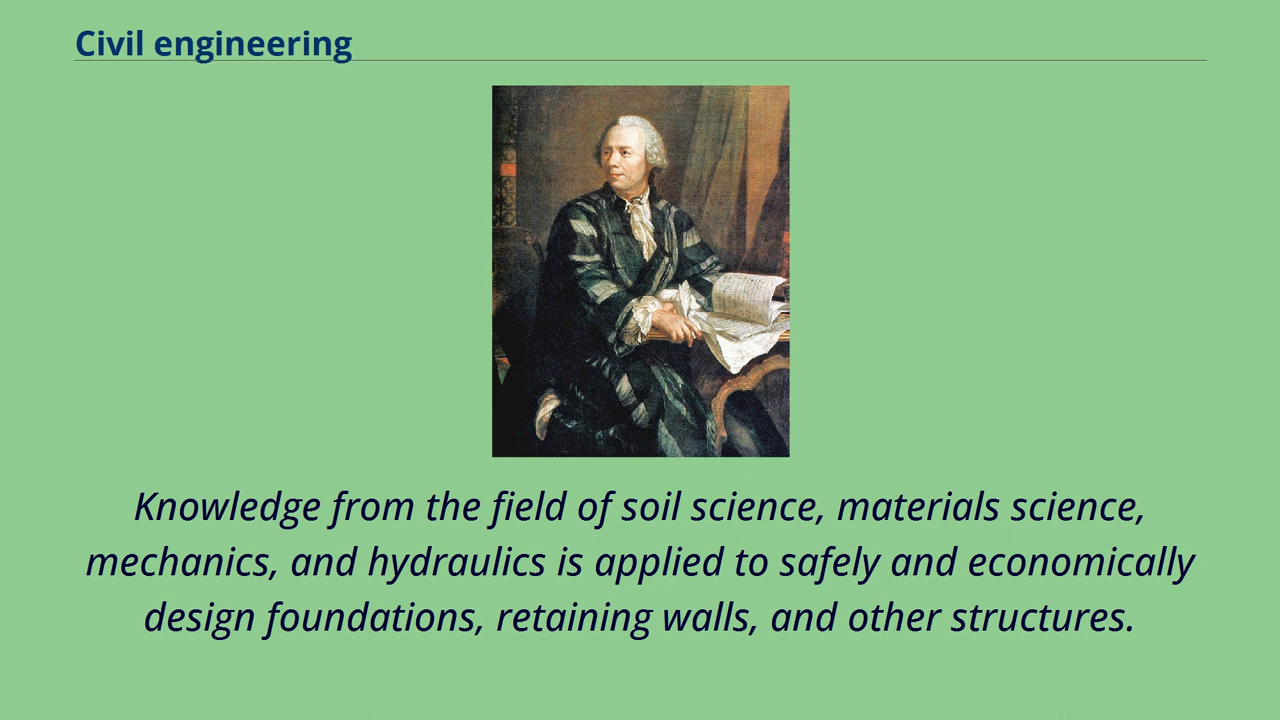 Civil engineering
Knowledge from the field of soil science, materials science,
mechanics, and hydraulics is applied to safely and economically
design foundations, retaining walls, and other structures.